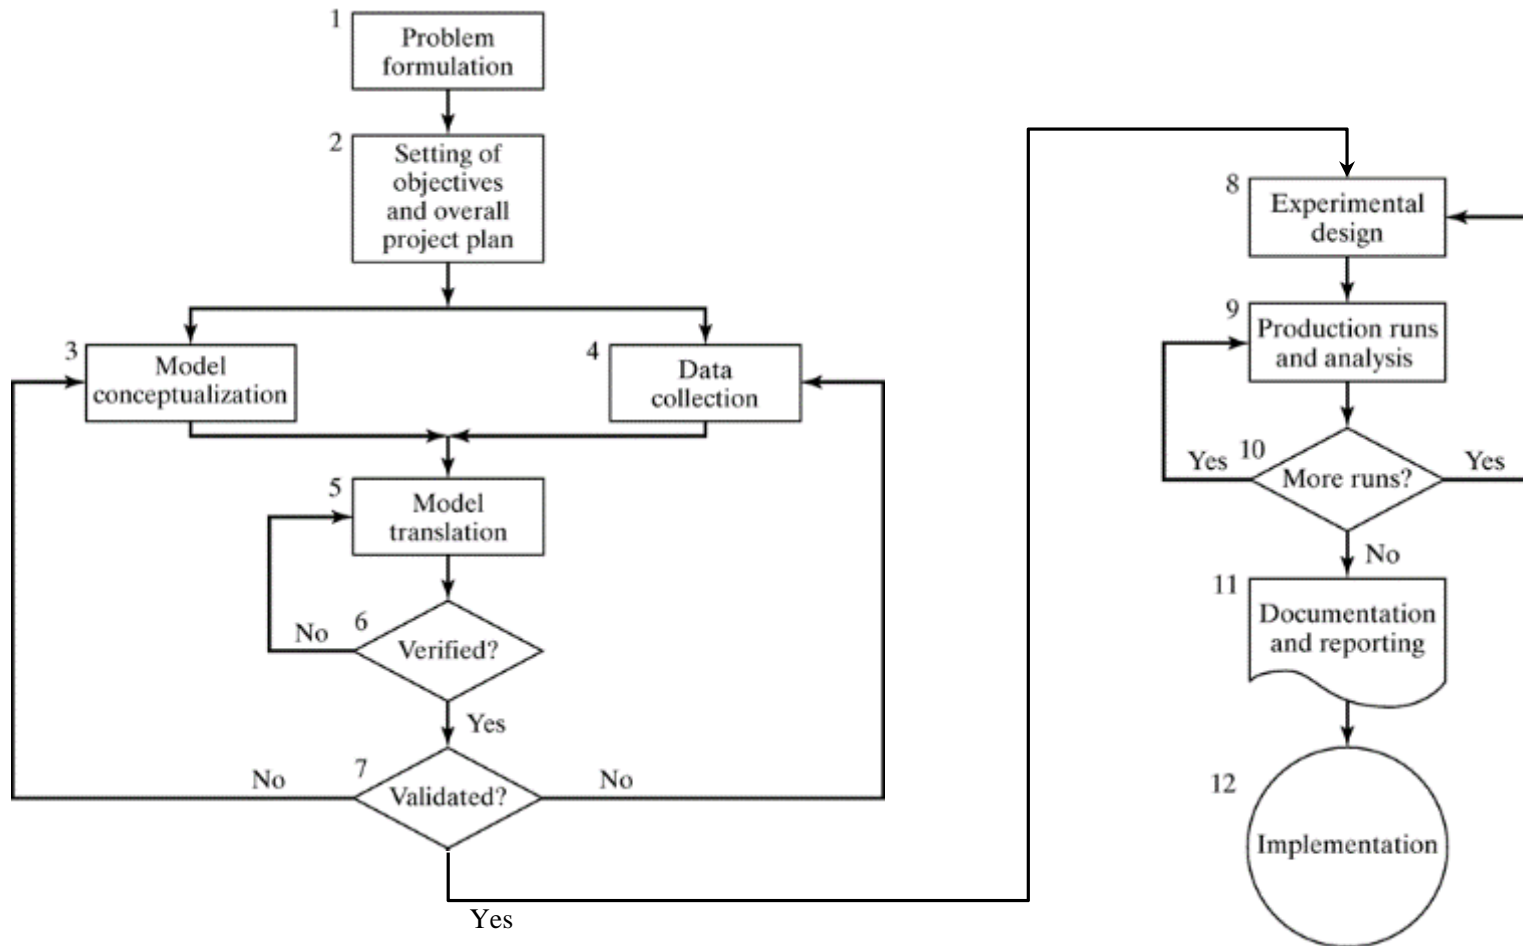 1
Problem
formulation
2
Setting of
objectives
and overall
project plan
3
Model
conceptualization
4
Data
collection
5
Model
translation
6
No
Verified?
Yes
7
No
Validated?
No
Yes
8
Experimental
design
9
Production runs
and analysis
10
Yes
More runs?
Yes
No
11
Documentation
and reporting
12
Implementation